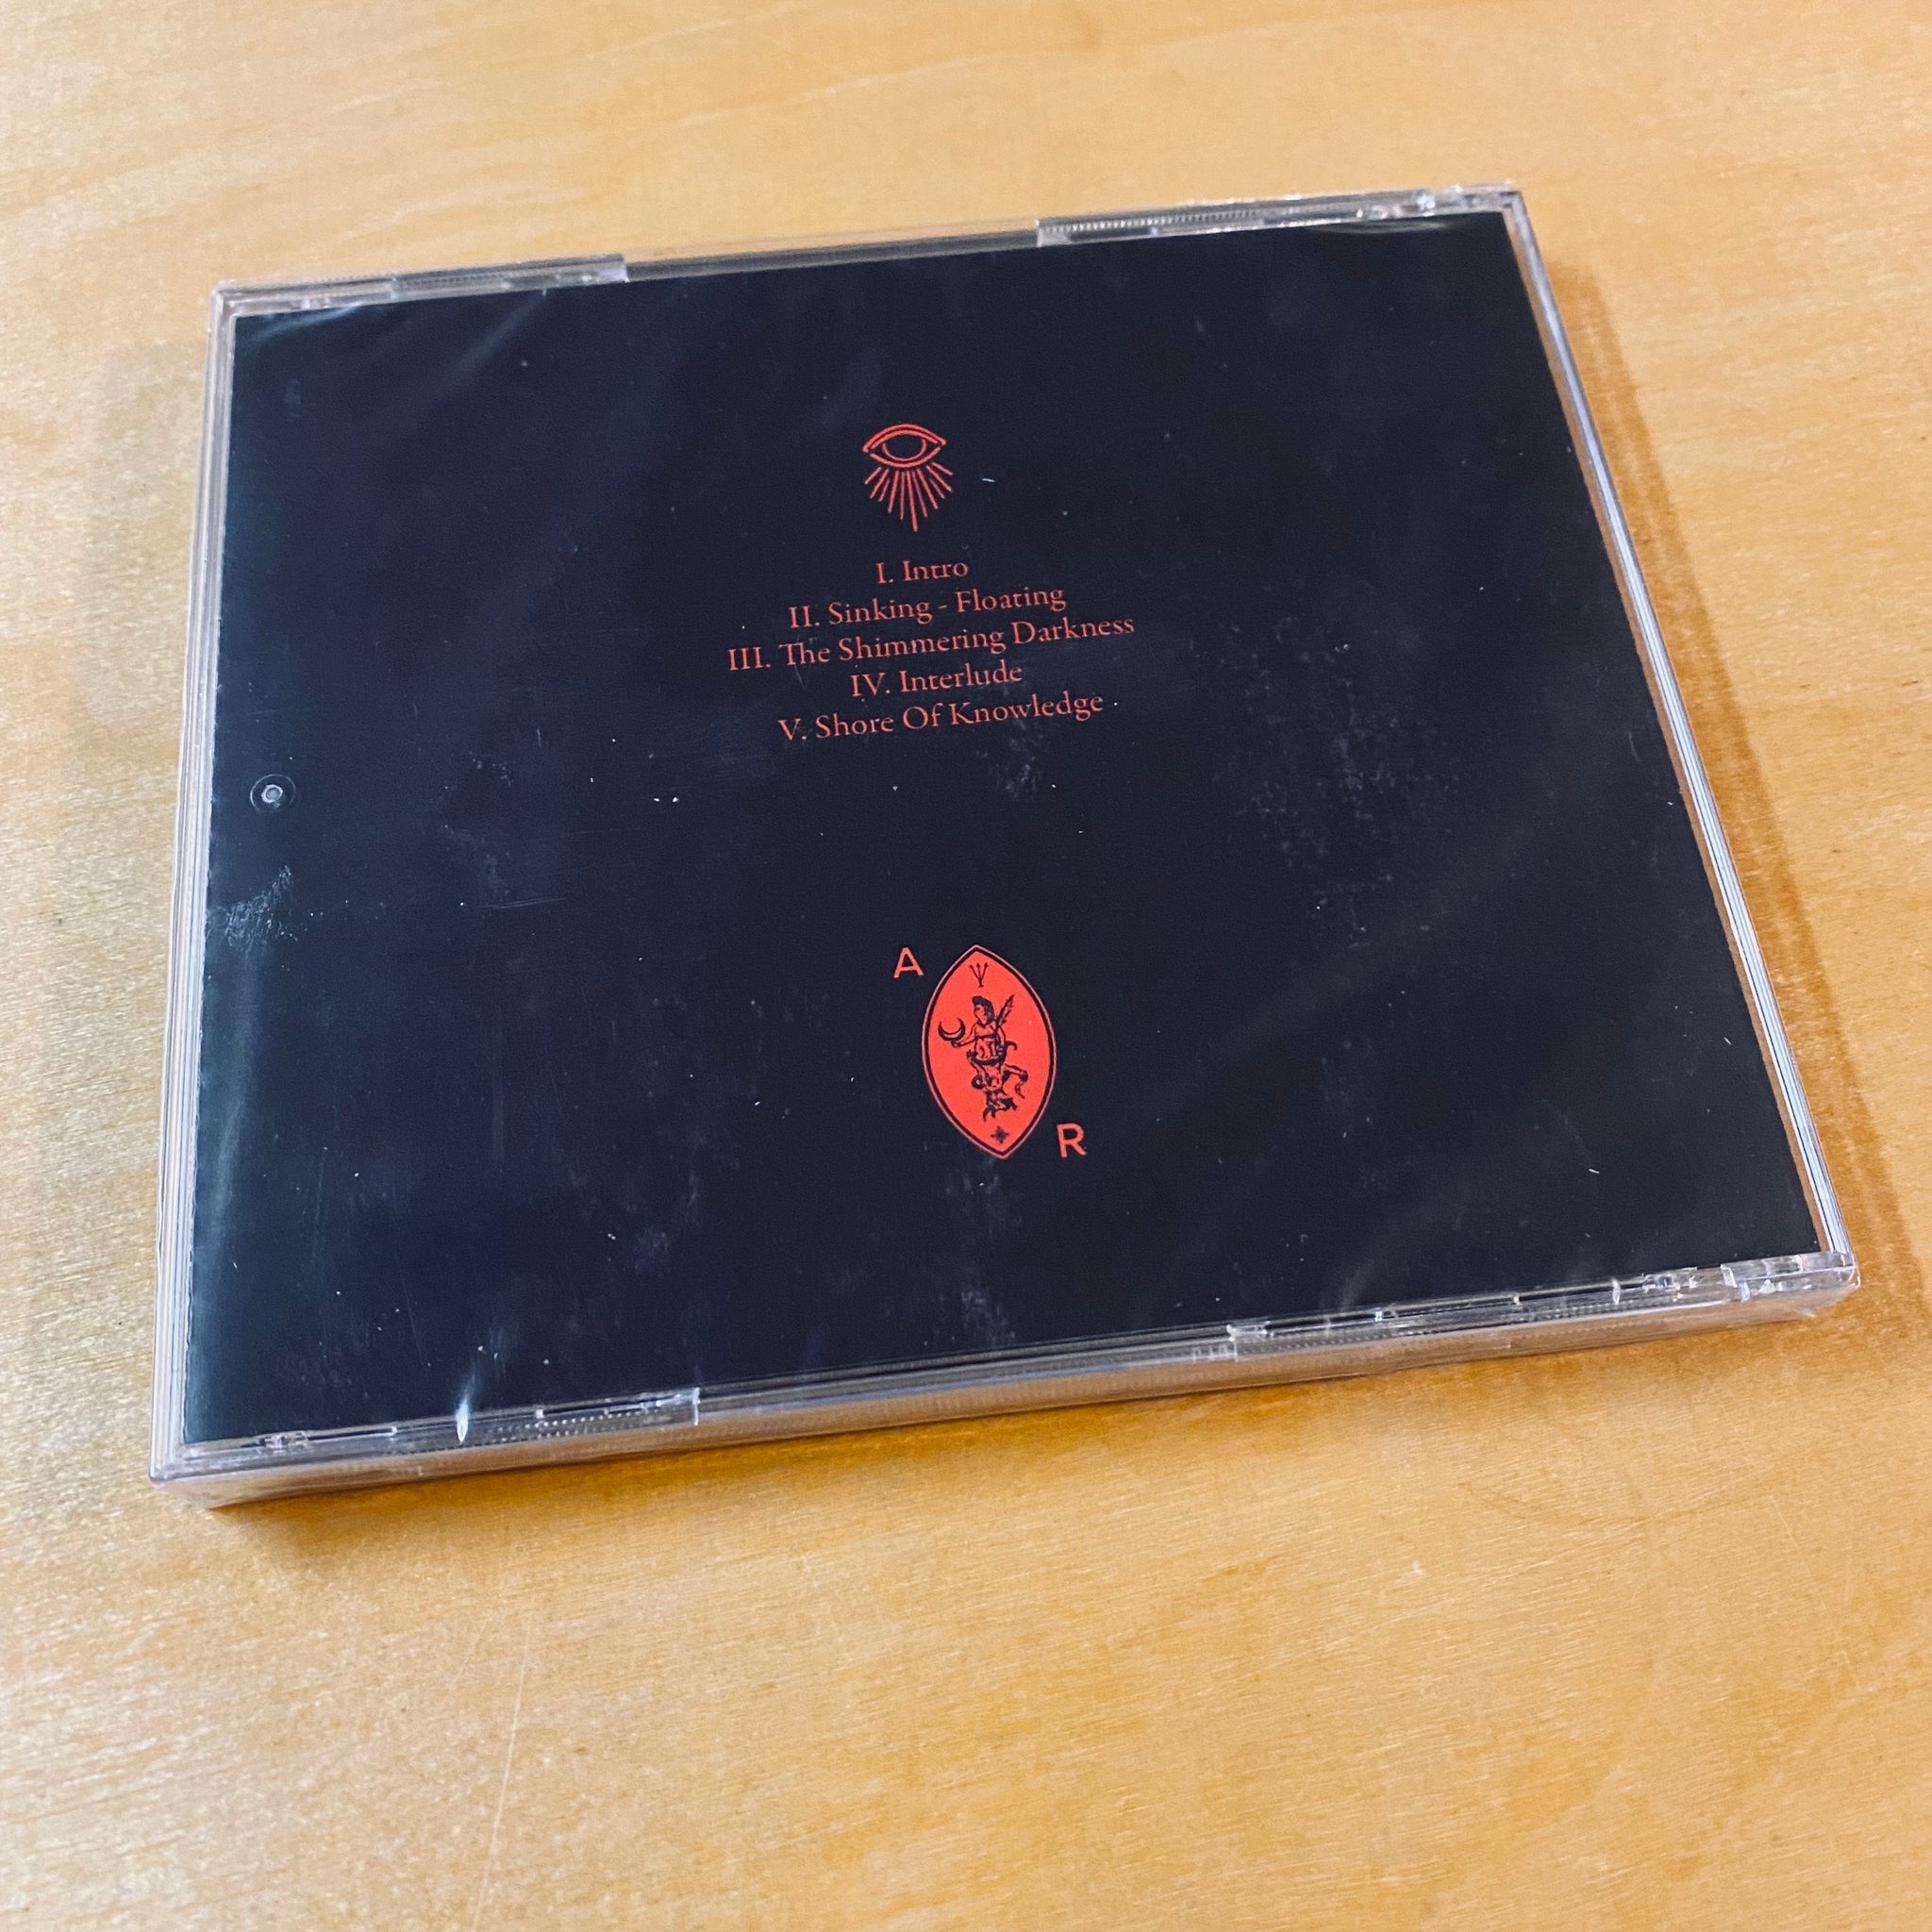 I. Intro
II. Sinking - Floating
III. The Shimmering Darkness
IV. Interlude
V. Shore Of Knowledge
A
R